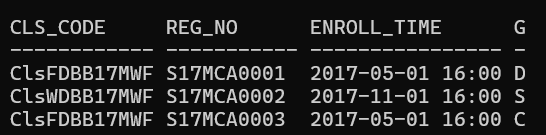 CLS_CODE REG_NO ENROLL_TIME G
------------ ----------- ---------------- -
ClsFDBB17MWF S17MCA0001 2017-05-01 16:00 D
ClsWDBB17MWF S17MCA0002 2017-11-01 16:00 S
ClsFDBB17MWF S17MCA0003 2017-05-01 16:00 C